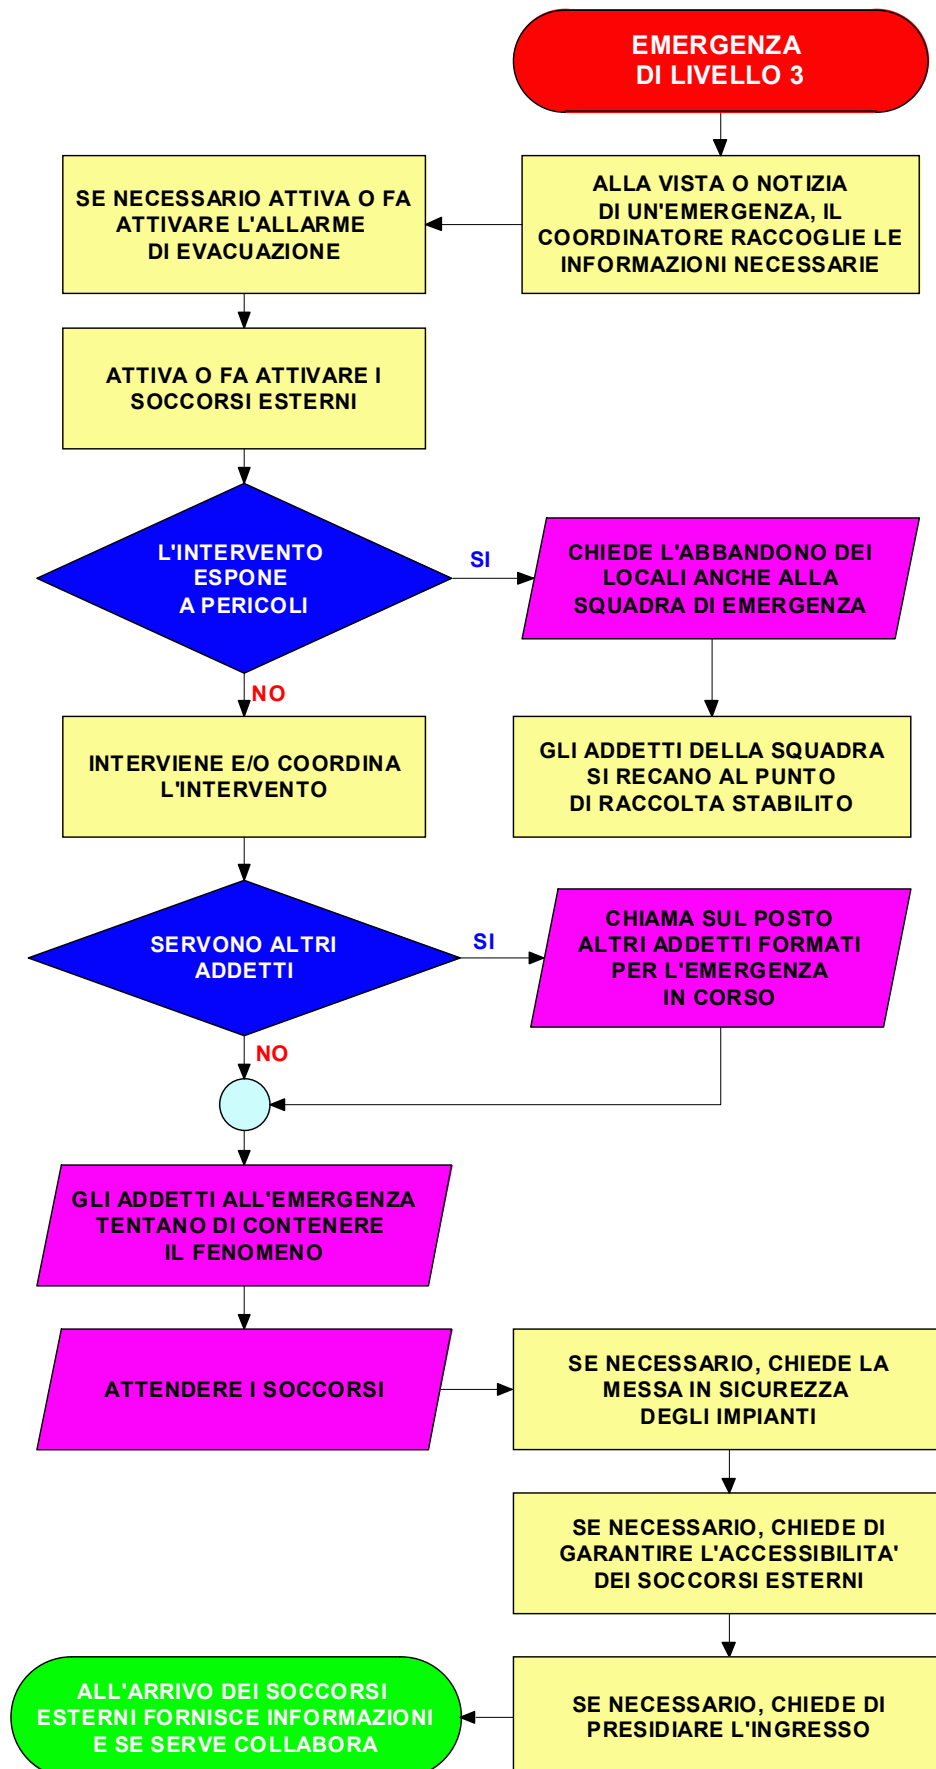 EMERGENZA
DI LIVELLO 3
ALLA VISTA O NOTIZIA
DI UN'EMERGENZA, IL
COORDINATORE RACCOGLIE LE
INFORMAZIONI NECESSARIE
SE NECESSARIO ATTIVA O FA
ATTIVARE L'ALLARME
DI EVACUAZIONE
ATTIVA O FA ATTIVARE I
SOCCORSI ESTERNI
L'INTERVENTO
ESPONE
A PERICOLI
SI
CHIEDE L'ABBANDONO DEI
LOCALI ANCHE ALLA
SQUADRA DI EMERGENZA
GLI ADDETTI DELLA SQUADRA
SI RECANO AL PUNTO
DI RACCOLTA STABILITO
NO
INTERVIENE E/O COORDINA
L'INTERVENTO
SERVONO ALTRI
ADDETTI
SI
CHIAMA SUL POSTO
ALTRI ADDETTI FORMATI
PER L'EMERGENZA
IN CORSO
NO
GLI ADDETTI ALL'EMERGENZA
TENTANO DI CONTENERE
IL FENOMENO
ATTENDERE I SOCCORSI
SE NECESSARIO, CHIEDE LA
MESSA IN SICUREZZA
DEGLI IMPIANTI
SE NECESSARIO, CHIEDE DI
GARANTIRE L'ACCESSIBILITA'
DEI SOCCORSI ESTERNI
SE NECESSARIO, CHIEDE DI
PRESIDIARE L'INGRESSO
ALL'ARRIVO DEI SOCCORSI
ESTERNI FORNISCE INFORMAZIONI
E SE SERVE COLLABORA